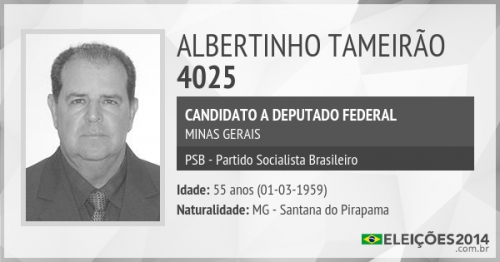 ALBERTINHO TAMEIRÃO
4025
CANDIDATO A DEPUTADO FEDERAL
MINAS GERAIS
PSB - Partido Socialista Brasileiro
Idade: 55 anos (01-03-1959)
Naturalidade: MG - Santana do Pirapama
ELEIÇÕES2014
.com.br